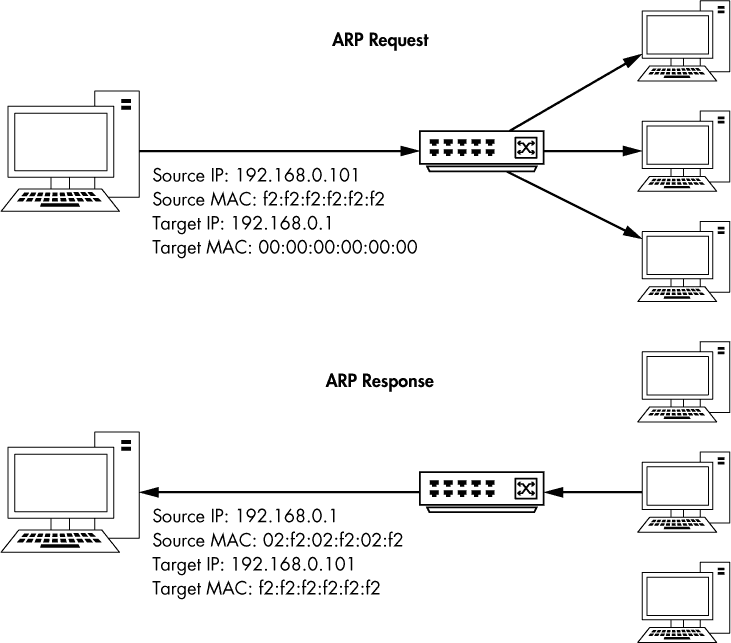 ARP Request
Source IP: 192.168.0.101
Source MAC: f2:f2:f2:f2:f2:f2
Target IP: 192.168.0.1
Target MAC: 00:00:00:00:00:00
ARP Response
Source IP: 192.168.0.1
Source MAC: 02:f2:02:f2:02:f2
Target IP: 192.168.0.101
Target MAC: f2:f2:f2:f2:f2:f2